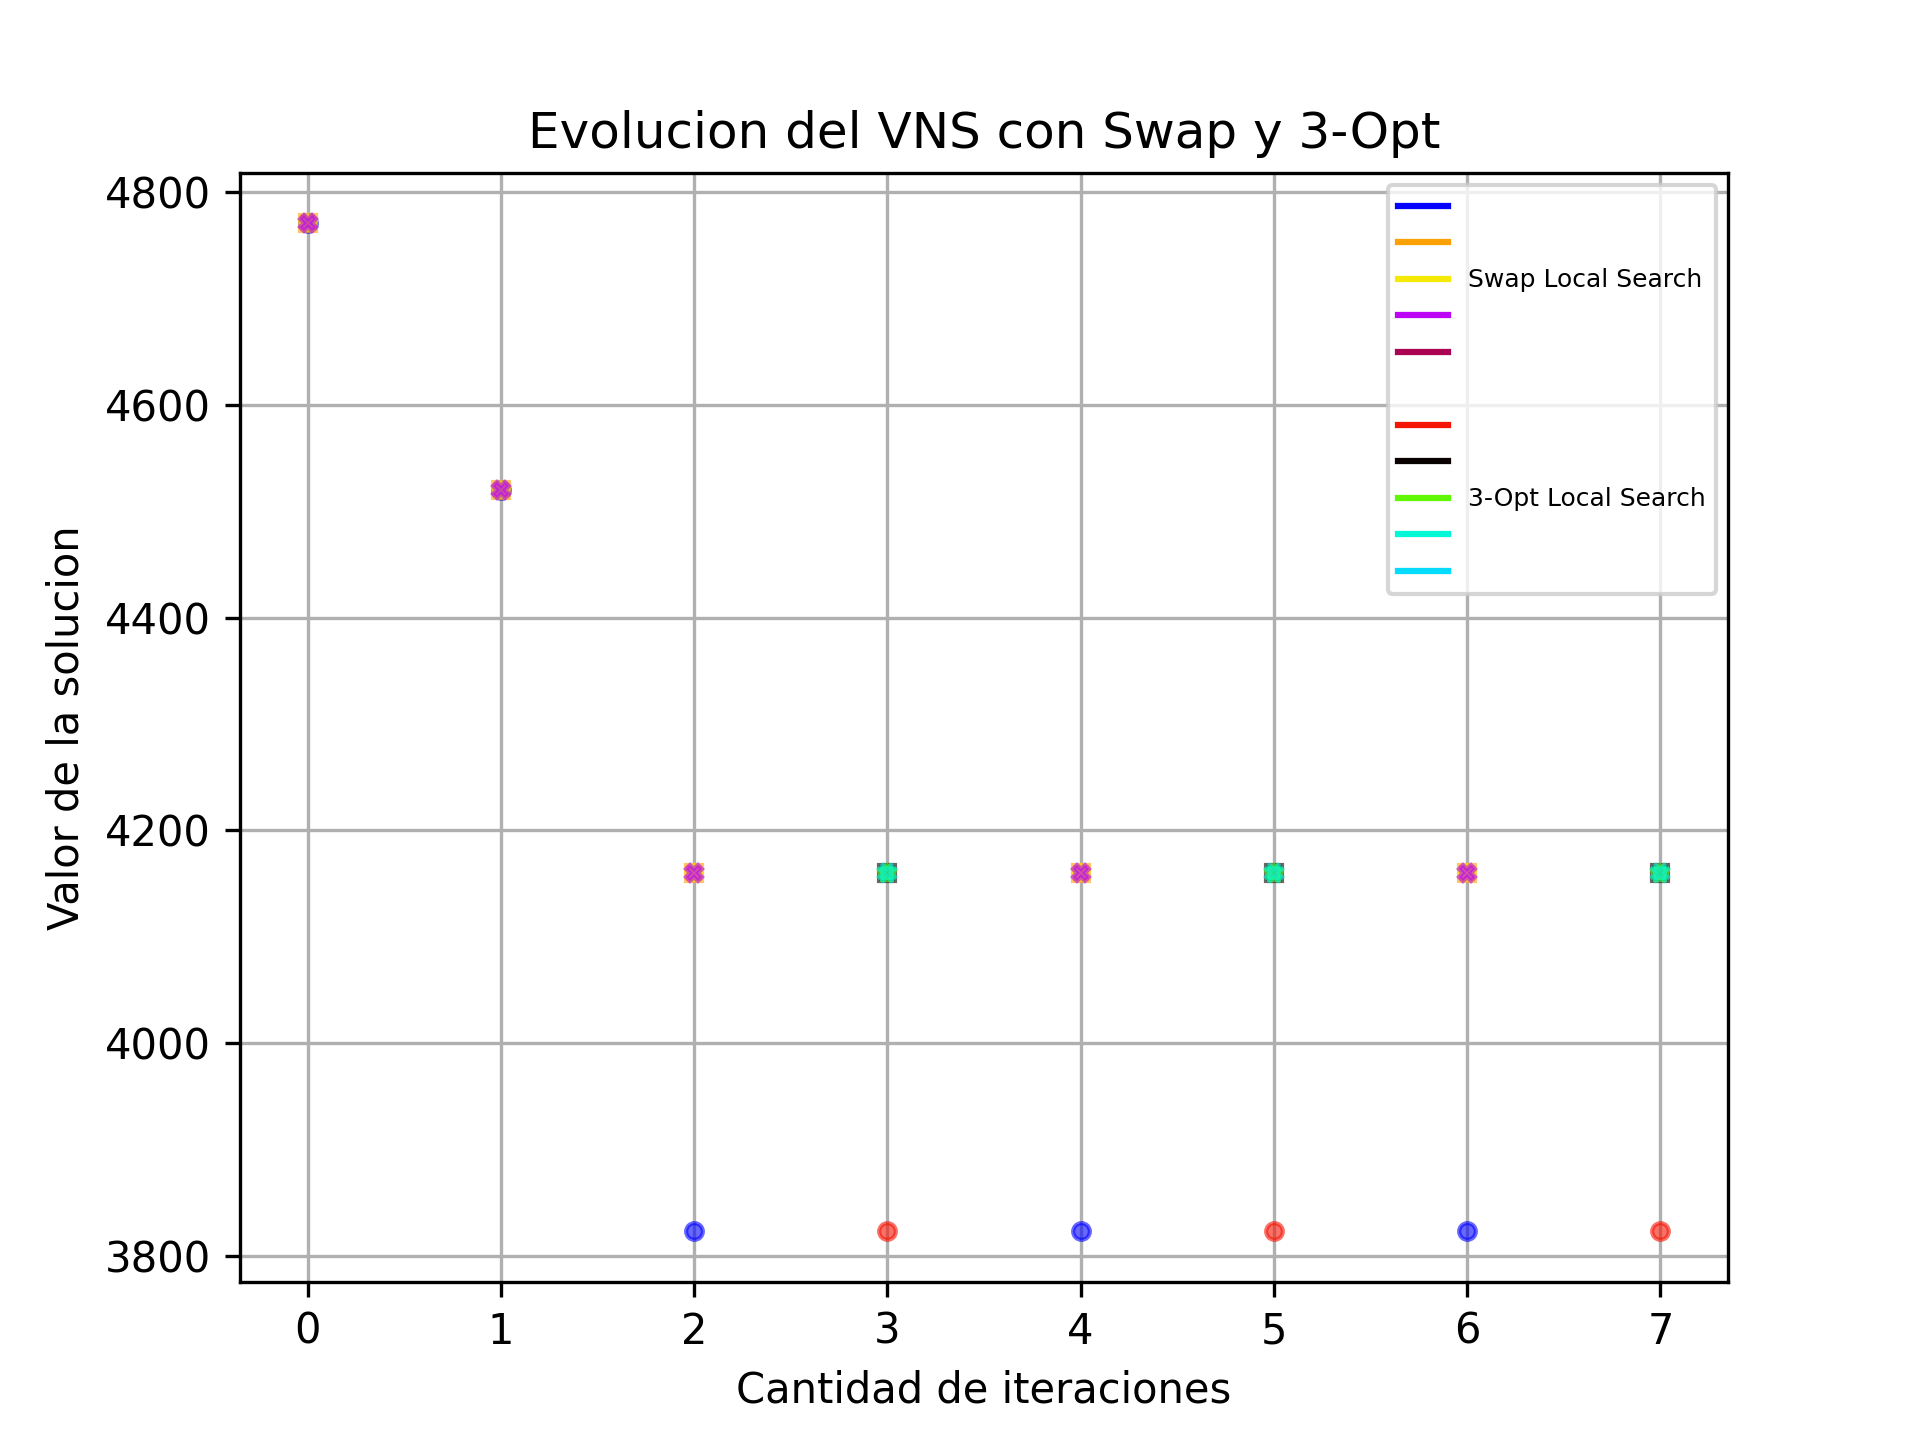 Evolucion del VNS con Swap y 3-Opt
4800
4600
4400
4200
4000
3800
Valor de la solucion
Swap Local Search
3-Opt Local Search
0 1 2 3 4 5 6 7
Cantidad de iteraciones